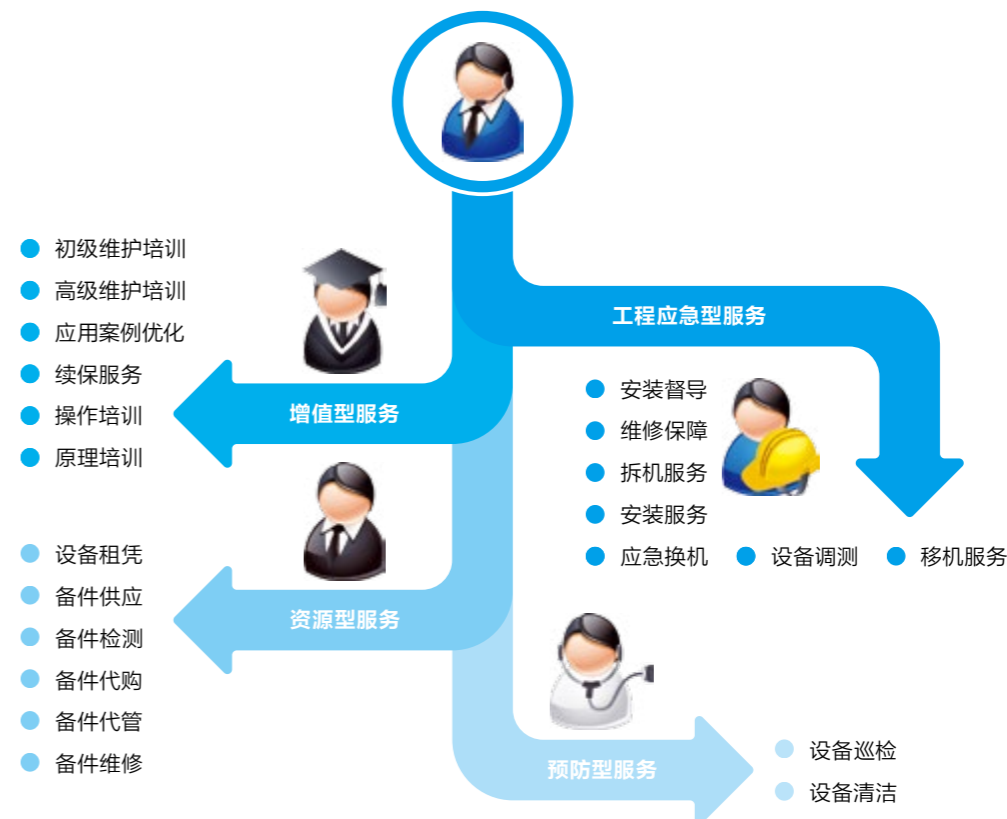 初级维护培训
高级维护培训
应用案例优化
续保服务
操作培训
原理培训
增值型服务
工程应急型服务
安装督导
维修保障
拆机服务
安装服务
应急换机
设备调测
移机服务
设备租凭
备件供应
备件检测
备件代购
备件代管
备件维修
资源型服务
预防型服务
设备巡检
设备清洁